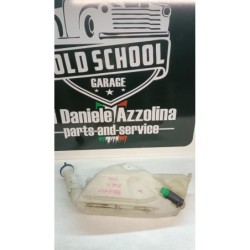 OLD SCHOOL
GARAGE
Daniele Azzolina
parts-and-service